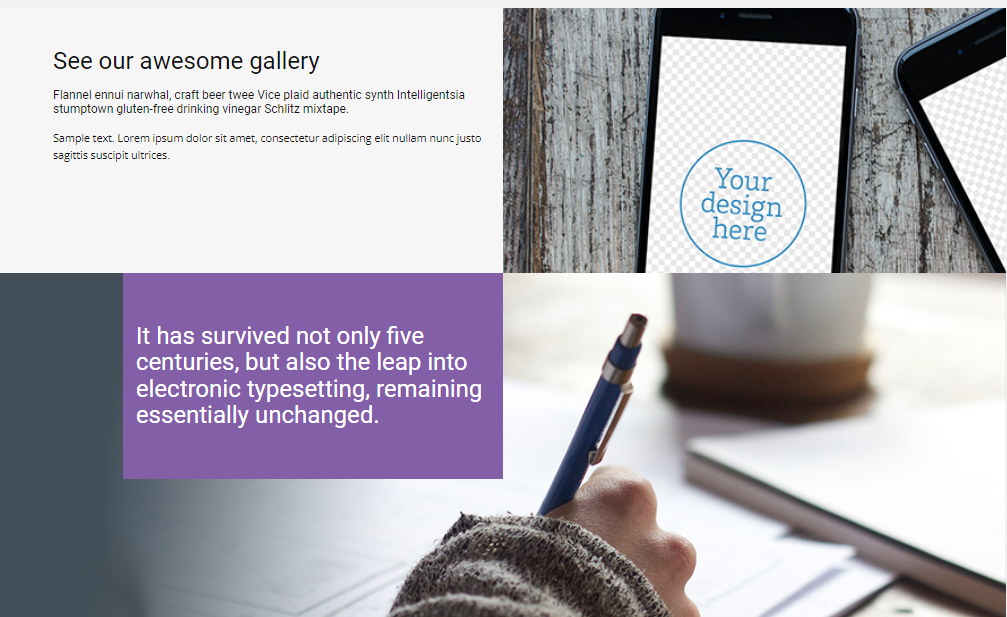 See our awesome gallery
Flannel ennui narwhal, craft beer twee Vice plaid authentic synth Intelligentsia
stumptown gluten-free drinking vinegar Schlitz mixtape.
Sample text. Lorem ipsum dolor sit amet, consectetur adipiscing elit nullam nunc justo
sagittis suscipit ultrices.
Your
design
here
It has survived not only five
centuries, but also the leap into
electronic typesetting, remaining
essentially unchanged.